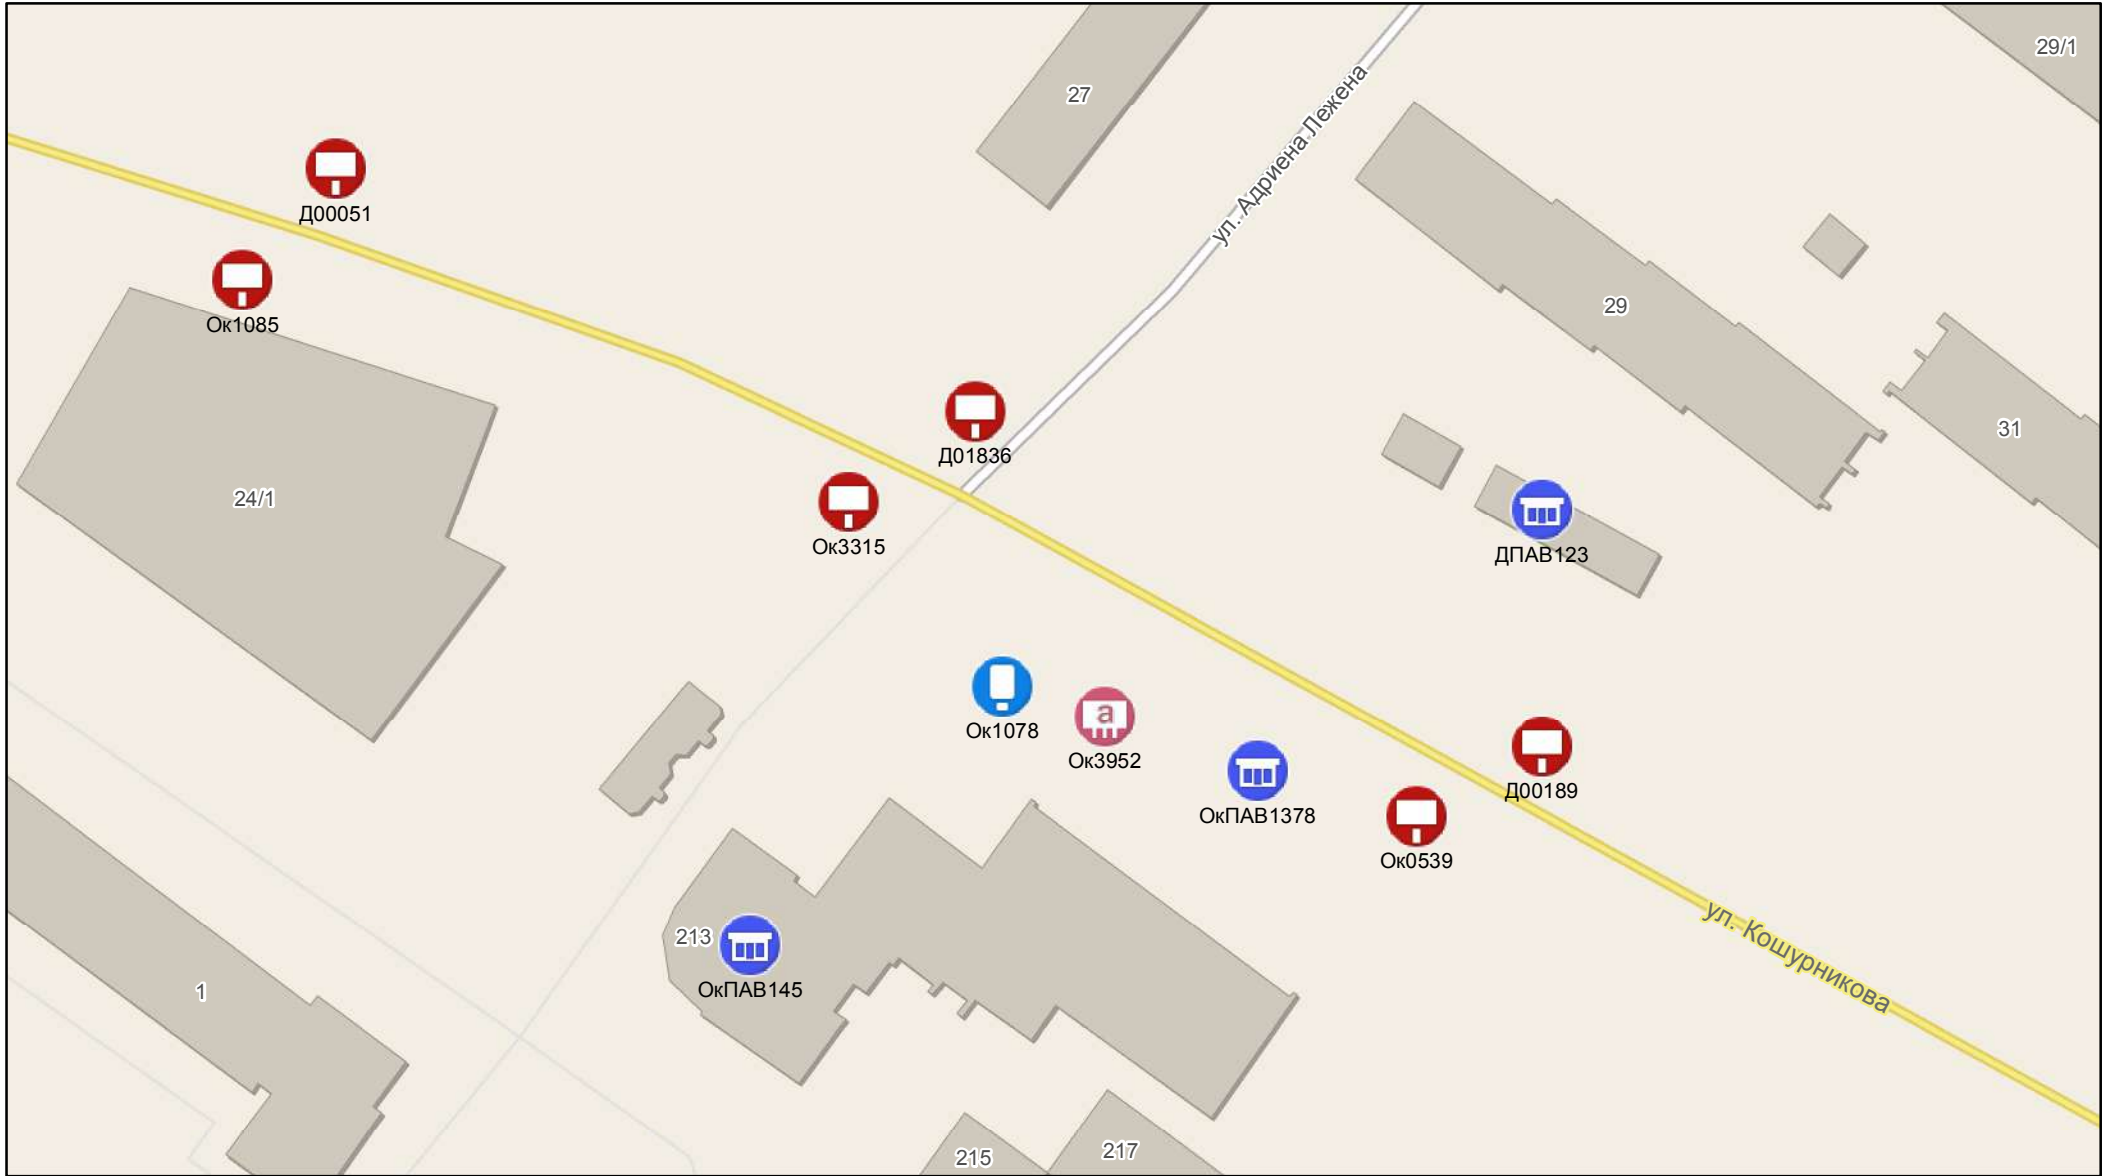 29/1
27
ул. Адриена Лежена
Д00051
29
Ок1085
31
Д01836
24/1
Ок3315
ДПАВ123
Ок1078
а
Ок3952
Д00189
ОкПАВ1378
Ок0539
ул. Кошурникова
213
ОкПАВ145
1
215
217